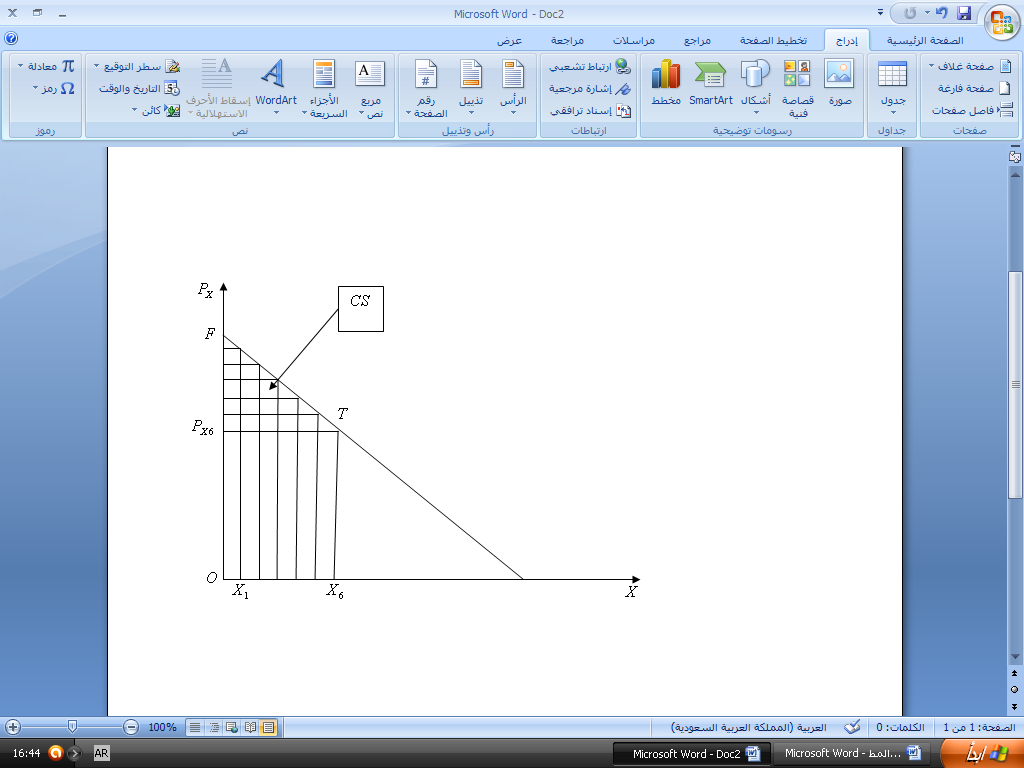 Microsoft Word - Doc2
الصفحة الرئيسية
إدراج
تخطيط الصفحة
مراجع
مراسلات
مراجعة
عرض
صفحة غلاف
صفحة فارغة
فاصل صفحات
صفحات
جدول
جداول
صورة
قصاصة فنية
أشكال
SmartArt
مخطط
رسومات توضيحية
ارتباط تشعبي
إشارة مرجعية
إسناد ترافقي
ارتباطات
الرأس
تذييل
رقم الصفحة
رأس وتذييل
مربع نص
الأجزاء السريعة
WordArt
إسقاط الأحرف الاستهلالية
سطر التوقيع
التاريخ والوقت
كائن
نص
معادلة
رمز
رموز
P_X
CS
F
T
P_X6
O
X_1
X_6
X
الصفحة: 1 من 1
الكلمات: 0
العربية (المملكة العربية السعودية)
100%
ابدأ
Microsoft Word - المط...
Microsoft Word - Doc2
AR
16:44